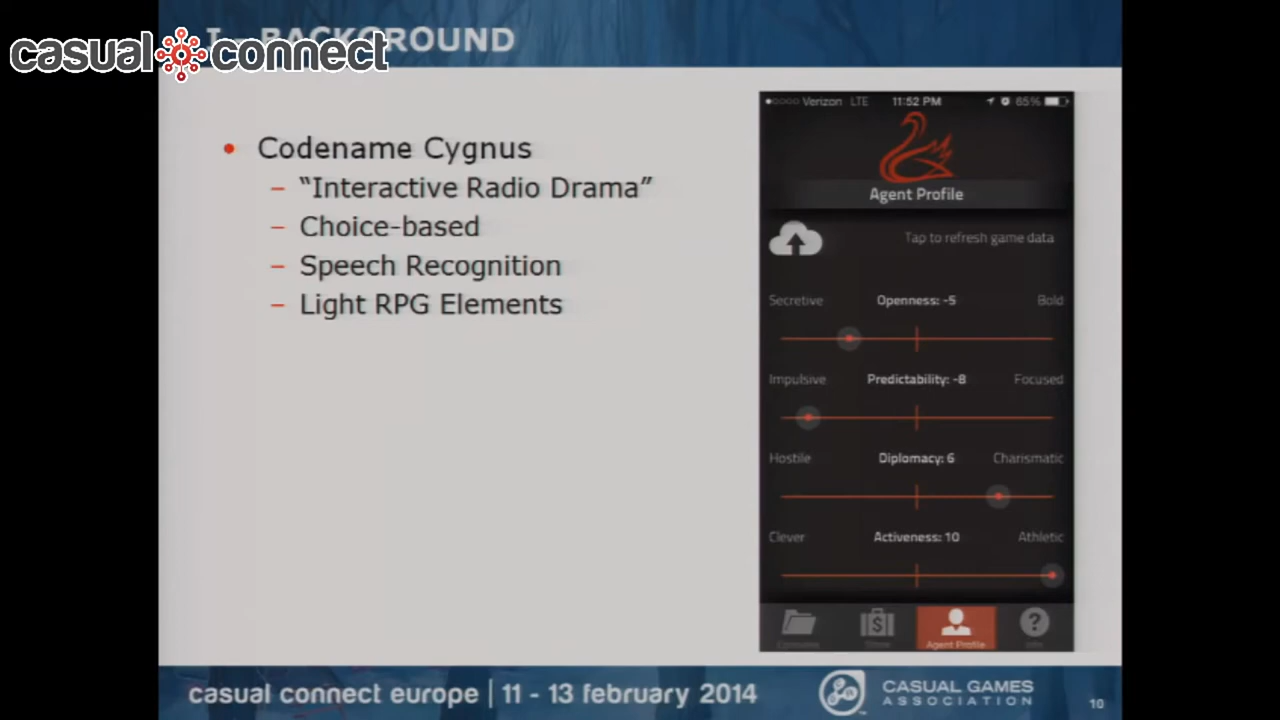 I - BACKGROUND
casual connect
Codename Cygnus
– “Interactive Radio Drama”
– Choice-based
– Speech Recognition
– Light RPG Elements
Verizon LTE 11:52 PM 65%
Agent Profile
Tap to refresh game data
Secretive Openness: -5 Bold
Impulsive Predictability: -8 Focused
Hostile Diplomacy: 6 Charismatic
Clever Activeness: 10 Athletic
Agent Profile
casual connect europe | 11 - 13 february 2014
CASUAL GAMES
ASSOCIATION
10